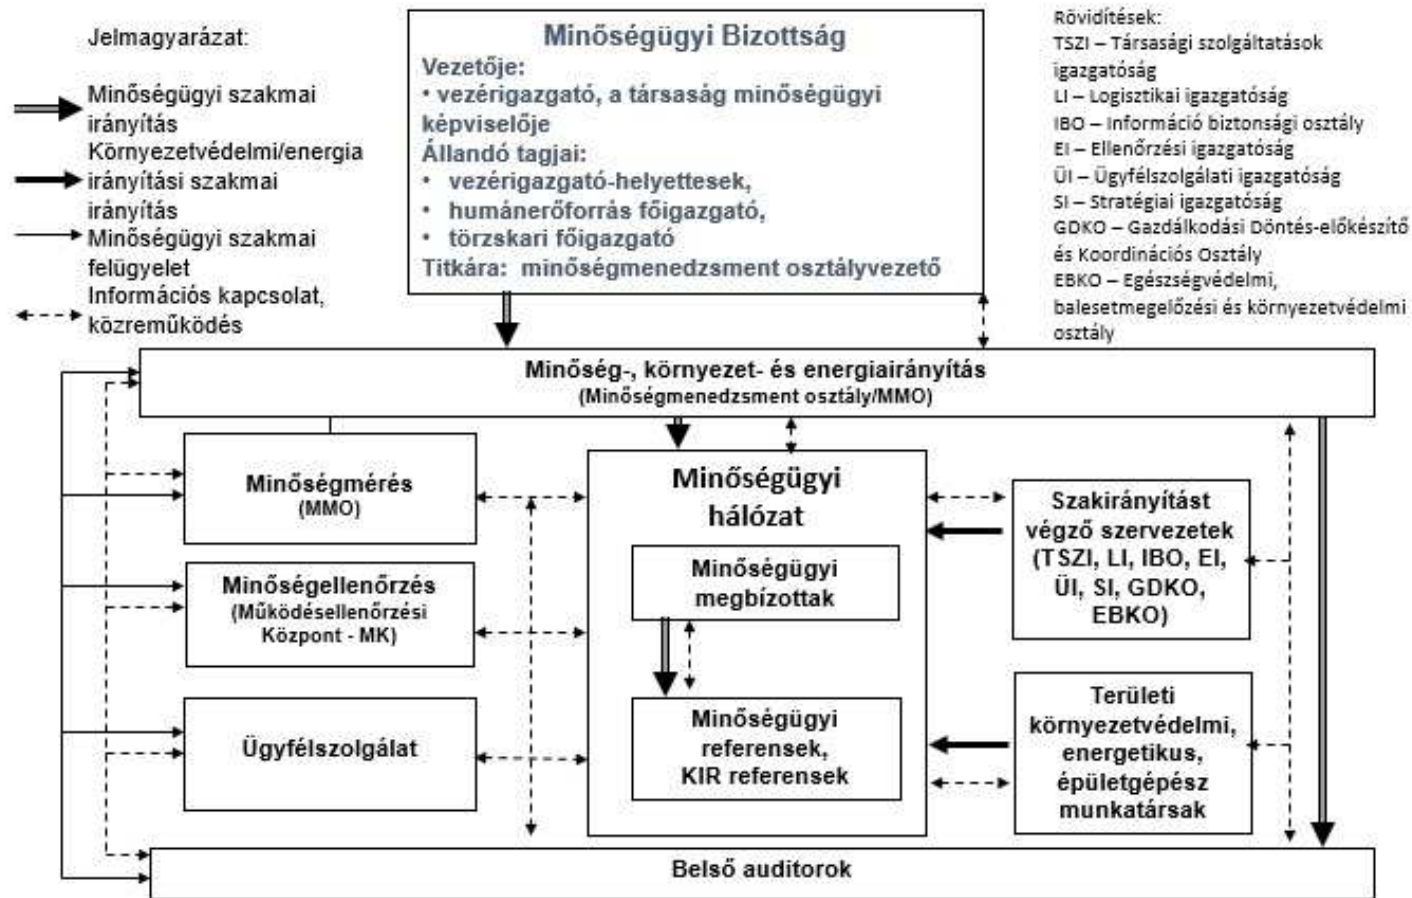 Jelmagyarázat:
Minőségügyi szakmai
irányítás
Környezetvédelmi/energia
irányítási szakmai
irányítás
Minőségügyi szakmai
felügyelet
Információs kapcsolat,
közreműködés
Minőségügyi Bizottság
Vezetője:
• vezérigazgató, a társaság minőségügyi
képviselője
Állandó tagjai:
• vezérigazgató-helyettesek,
• humánerőforrás főigazgató,
• törzskari főigazgató
Titkára: minőségmenedzsment osztályvezető
Rövidítések:
TSZI – Társasági szolgáltatások
igazgatóság
LI – Logisztikai igazgatóság
IBO – Információ biztonsági osztály
EI – Ellenőrzési igazgatóság
ÜI – Ügyfélszolgálati igazgatóság
SI – Stratégiai igazgatóság
GDKO – Gazdálkodási Döntés-előkészítő
és Koordinációs Osztály
EBKO – Egészségvédelmi,
balesetmegelőzési és környezetvédelmi
osztály
Minőség-, környezet- és energiairányítás
(Minőségmenedzsment osztály/MMO)
Minőségmérés
(MMO)
Minőségellenőrzés
(Működésellenőrzési
Központ - MK)
Ügyfélszolgálat
Minőségügyi
hálózat
Minőségügyi
megbízottak
Minőségügyi
referensek,
KIR referensek
Szakirányítást
végző szervezetek
(TSZI, LI, IBO, EI,
ÜI, SI, GDKO,
EBKO)
Területi
környezetvédelmi,
energetikus,
épületgépész
munkatársak
Belső auditorok